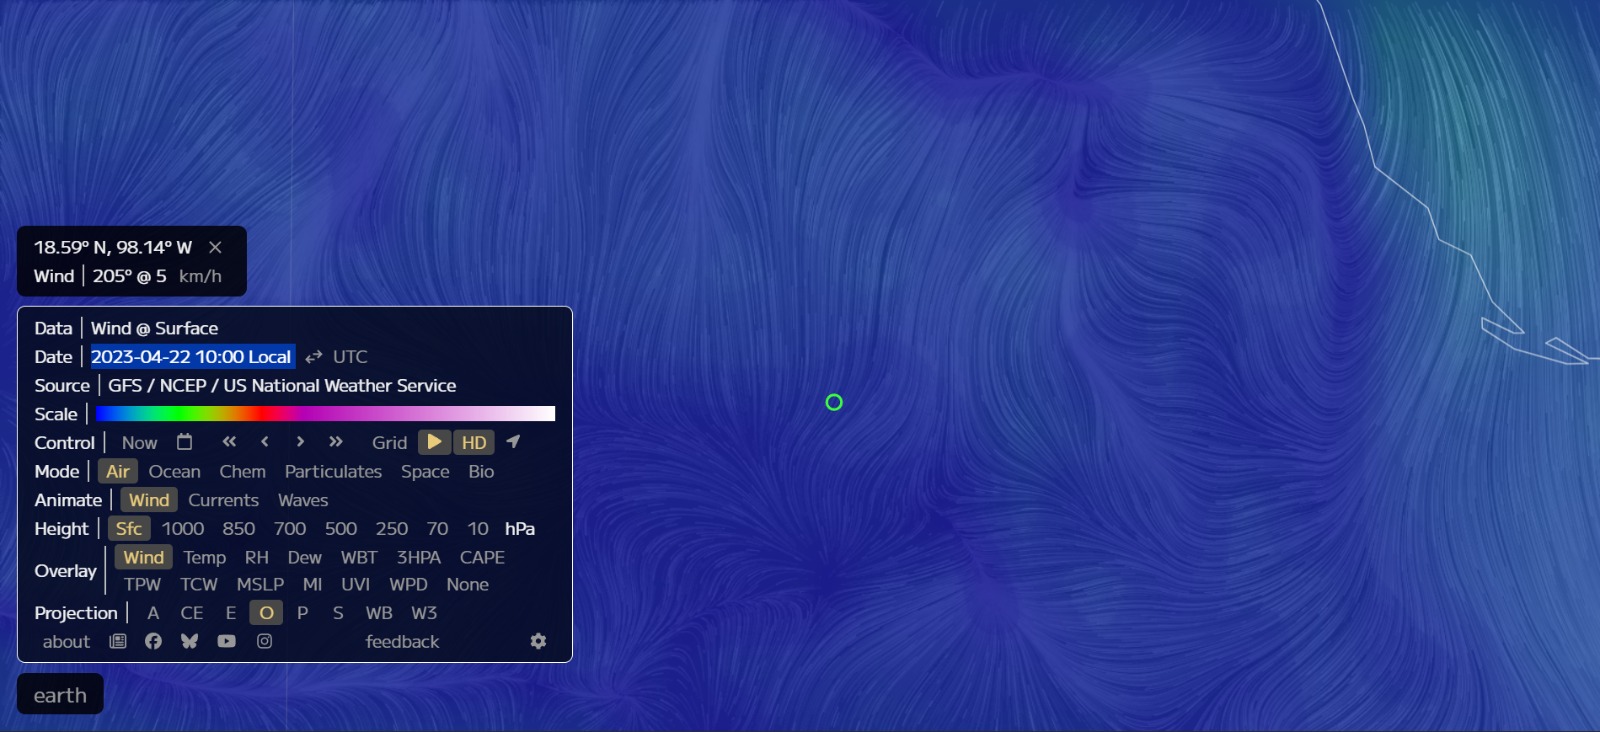 18.59° N, 98.14° W ×
Wind | 205° @ 5 km/h
Data | Wind @ Surface
Date | 2023-04-22 10:00 Local ⇄ UTC
Source | GFS / NCEP / US National Weather Service
Scale |
Control | Now « ‹ › » Grid ▶ HD
Mode | Air Ocean Chem Particulates Space Bio
Animate | Wind Currents Waves
Height | Sfc 1000 850 700 500 250 70 10 hPa
Overlay | Wind Temp RH Dew WBT 3HPA CAPE
TPW TCW MSLP MI UVI WPD None
Projection | A CE E O P S WB W3
about feedback
earth